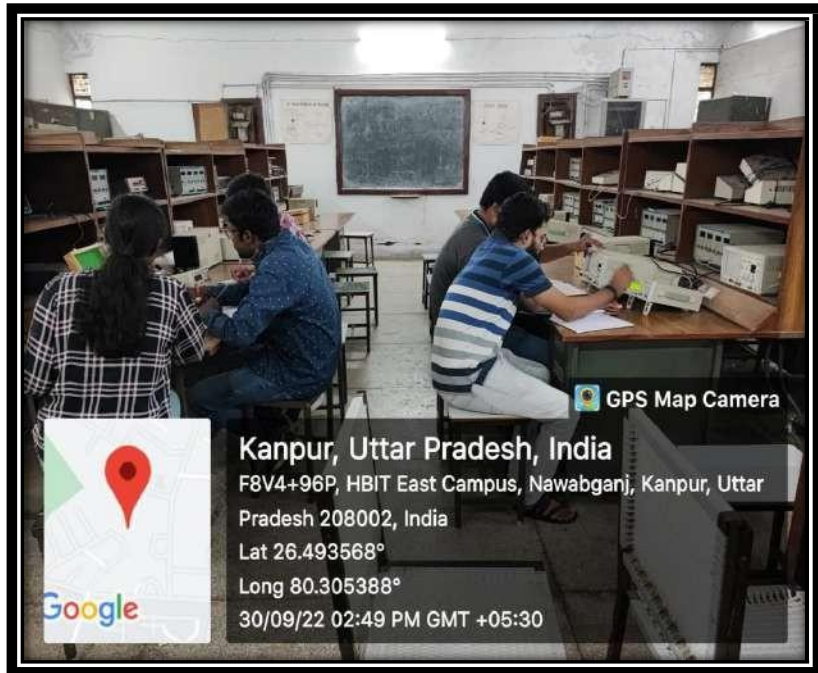 GPS Map Camera
Kanpur, Uttar Pradesh, India
F8V4+96P, HBIT East Campus, Nawabganj, Kanpur, Uttar
Pradesh 208002, India
Lat 26.493568°
Long 80.305388°
30/09/22 02:49 PM GMT +05:30
Google